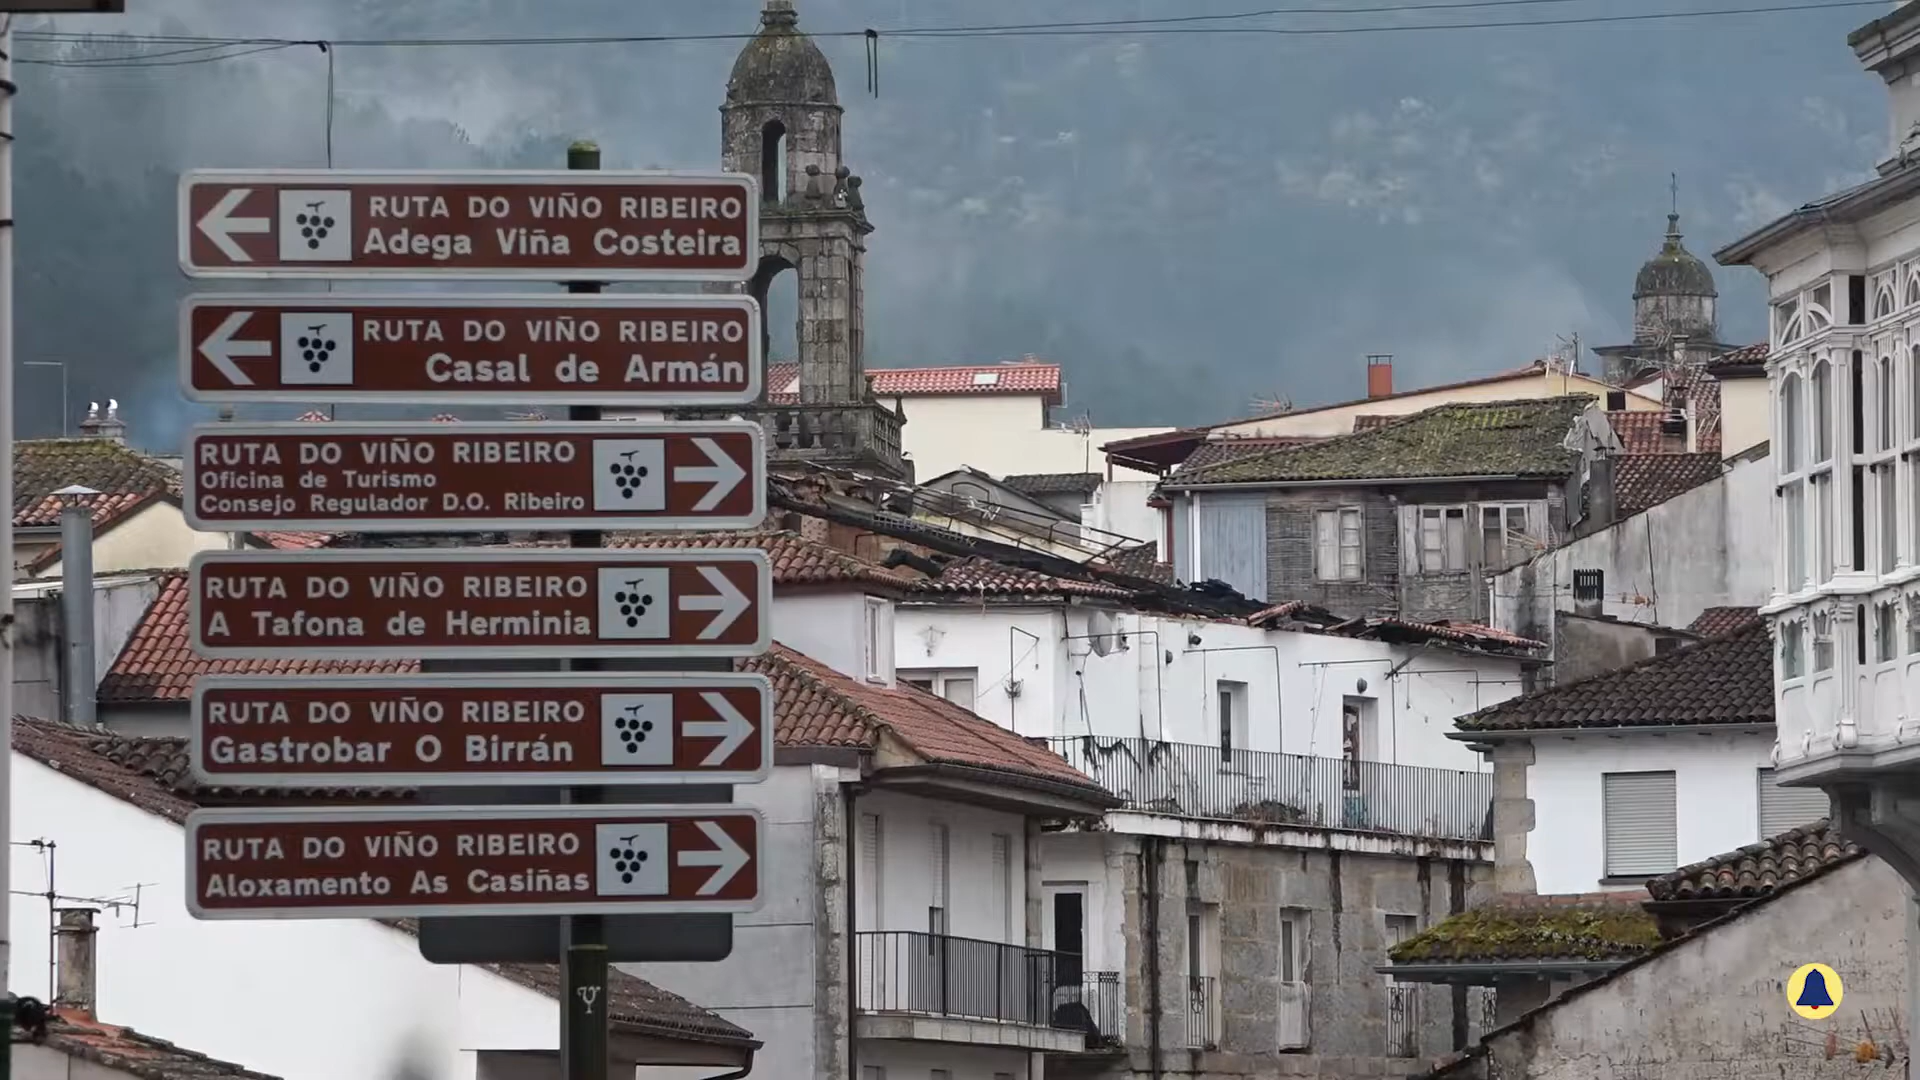 RUTA DO VIÑO RIBEIRO
Adega Viña Costeira
RUTA DO VIÑO RIBEIRO
Casal de Armán
RUTA DO VIÑO RIBEIRO
Oficina de Turismo
Consejo Regulador D.O. Ribeiro
RUTA DO VIÑO RIBEIRO
A Tafona de Herminia
RUTA DO VIÑO RIBEIRO
Gastrobar O Birrán
RUTA DO VIÑO RIBEIRO
Aloxamento As Casiñas